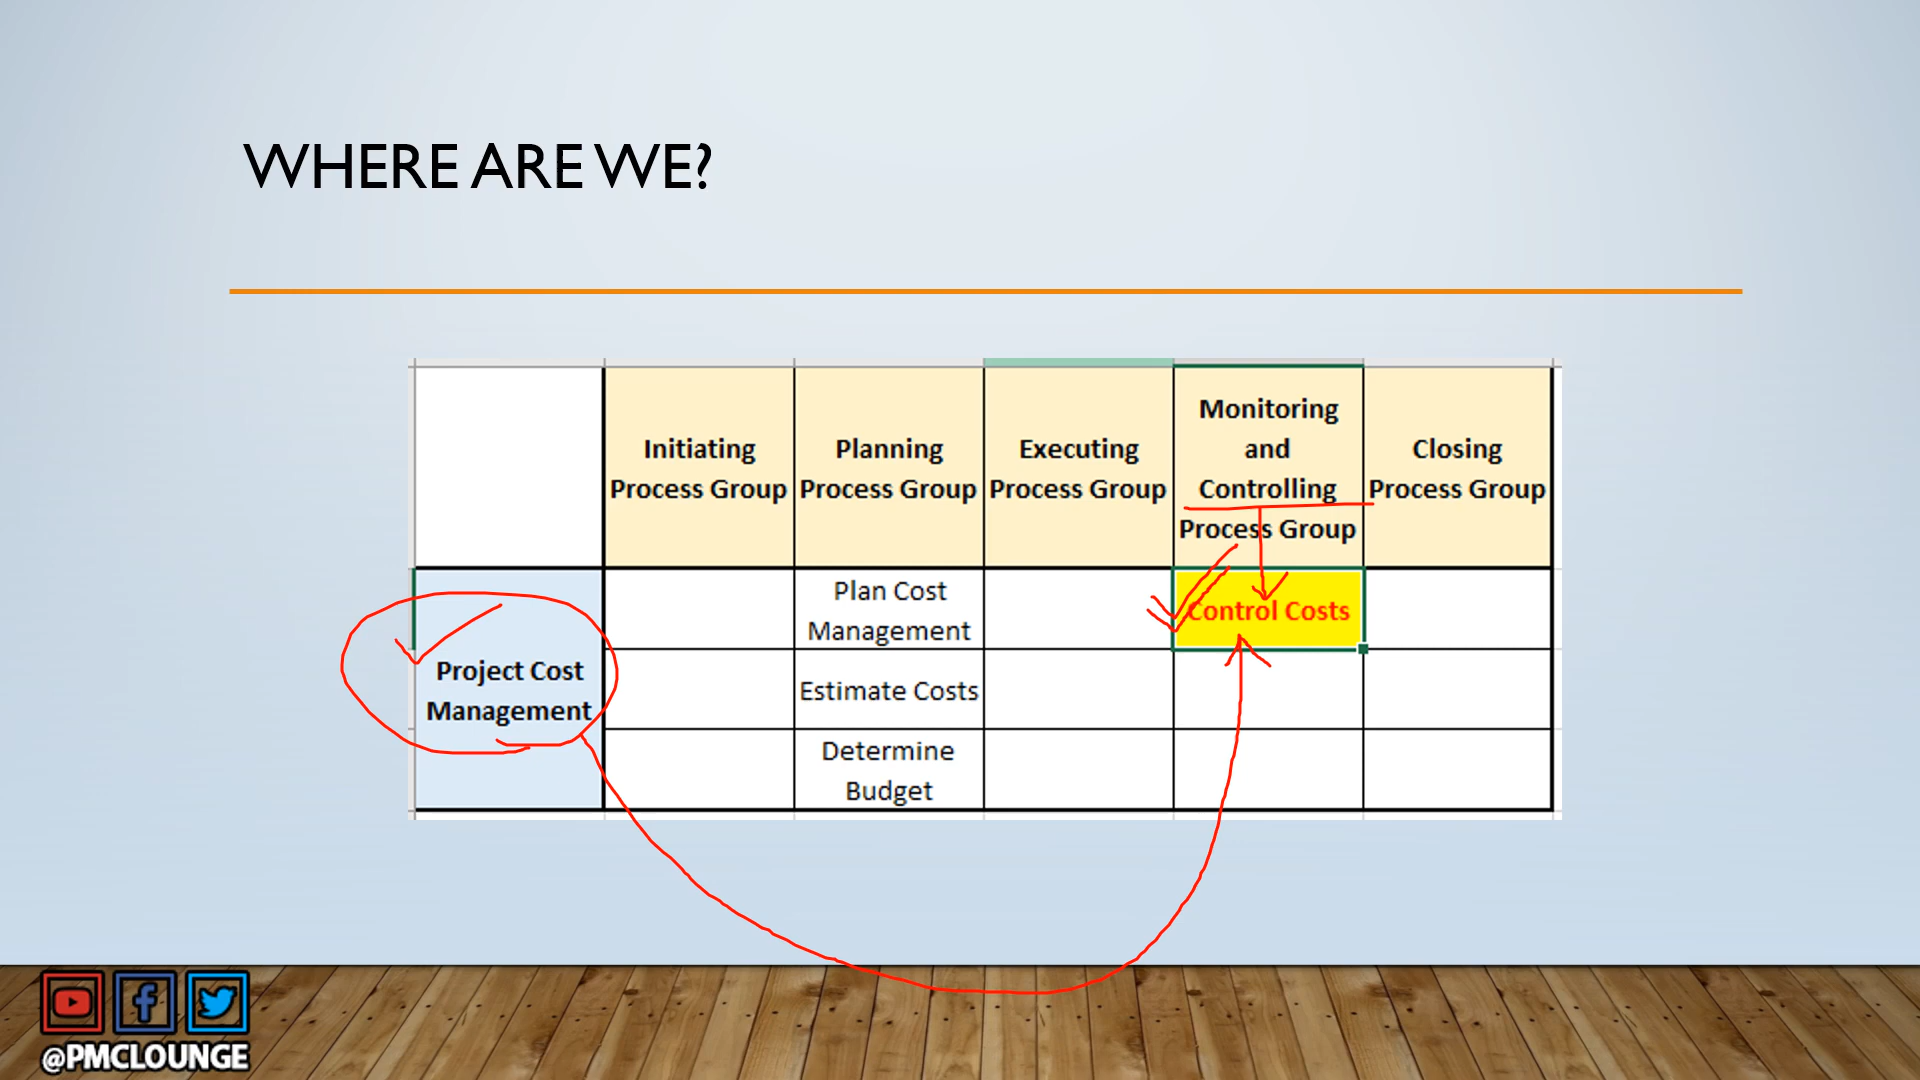 WHERE ARE WE?
Initiating
Process Group
Planning
Process Group
Executing
Process Group
Monitoring
and
Controlling
Process Group
Closing
Process Group
Project Cost
Management
Plan Cost
Management
Control Costs
Estimate Costs
Determine
Budget
@PMCLOUNGE